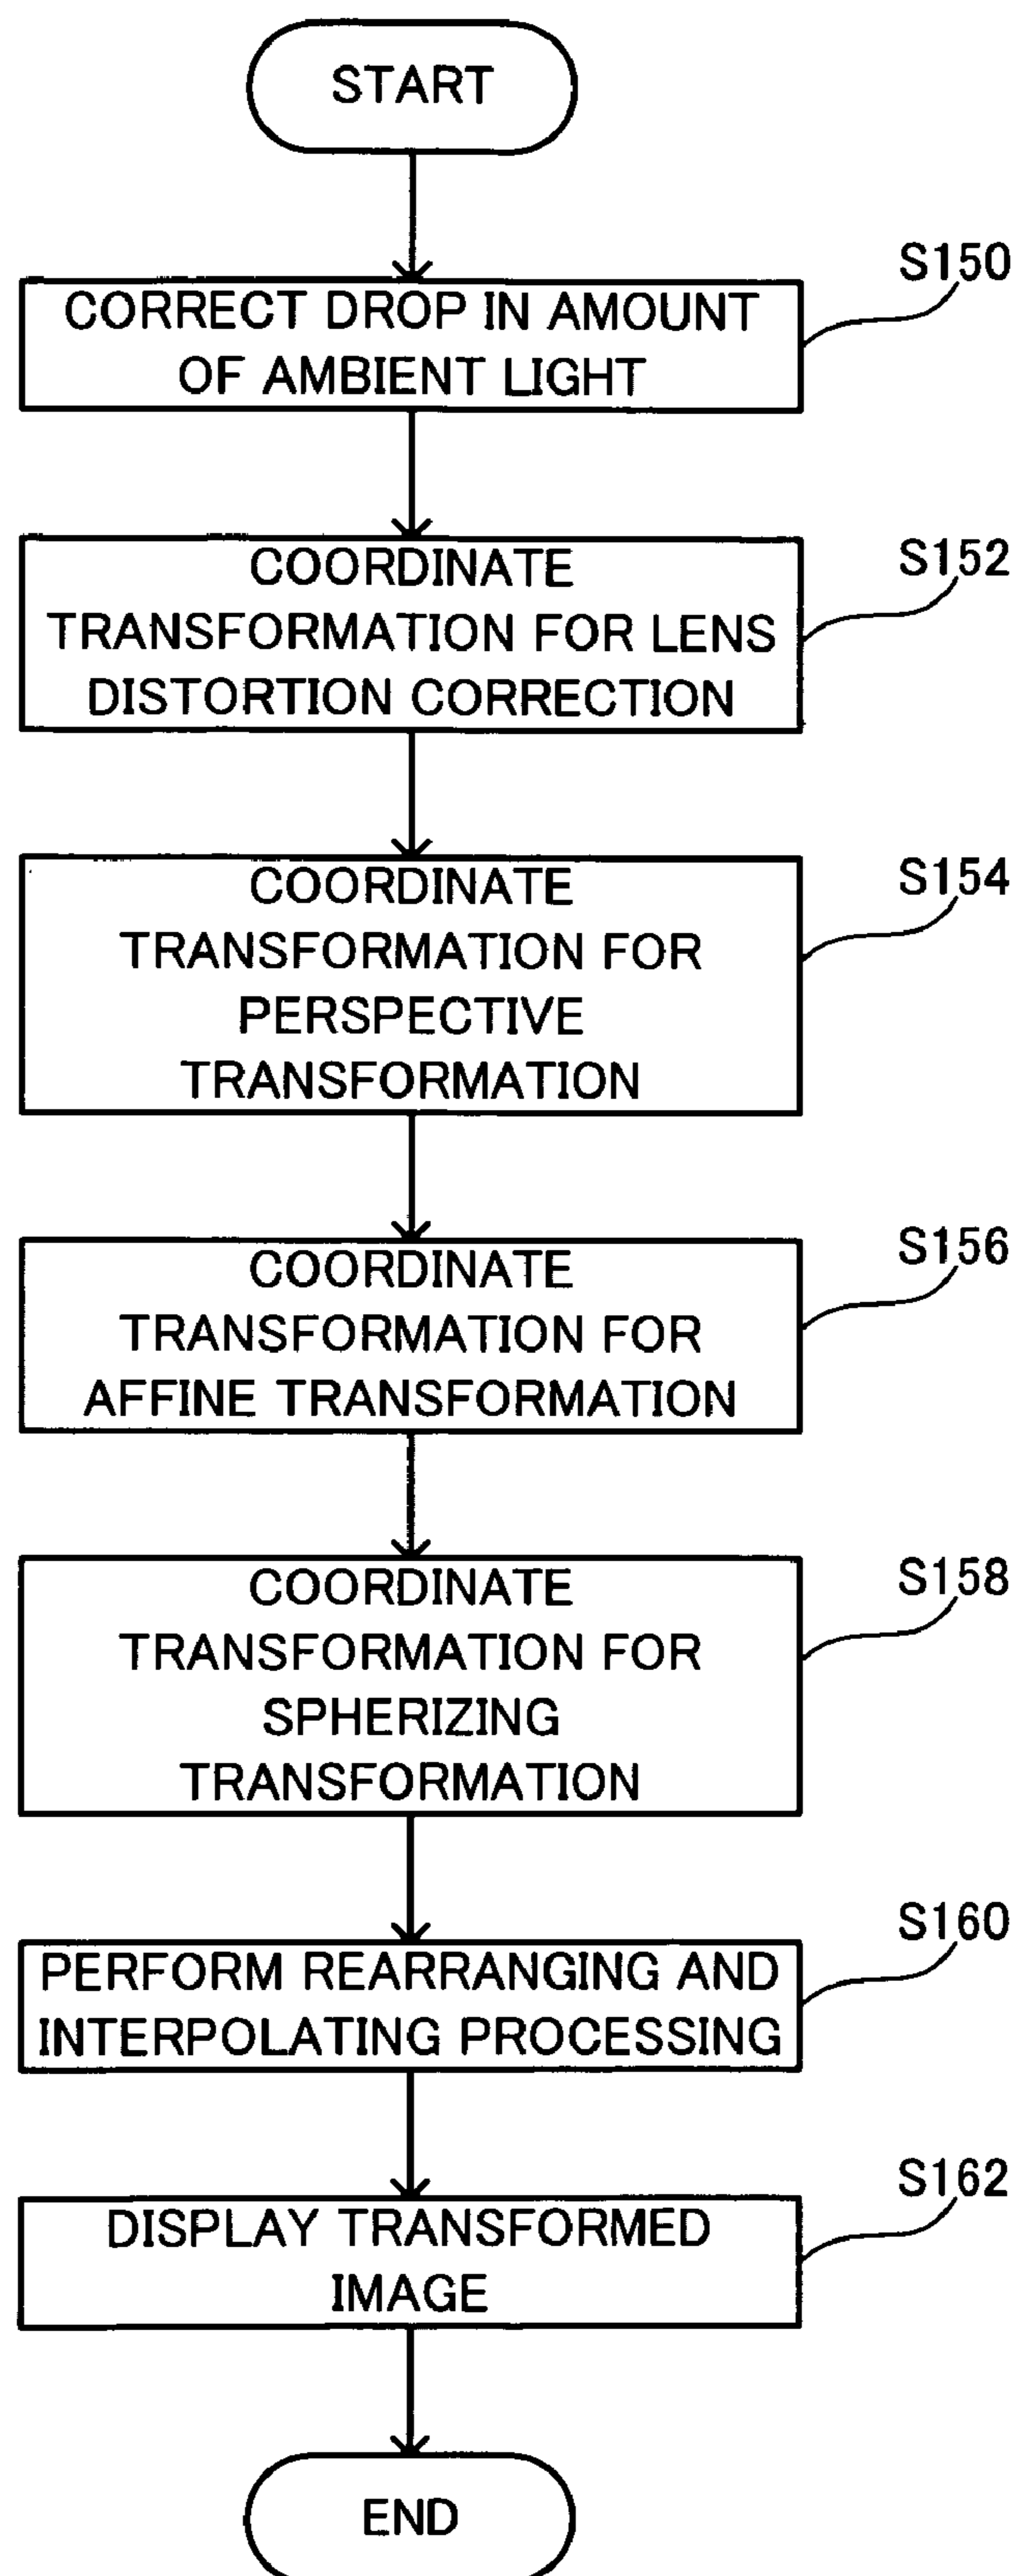 START
S150
CORRECT DROP IN AMOUNT
OF AMBIENT LIGHT
S152
COORDINATE
TRANSFORMATION FOR LENS
DISTORTION CORRECTION
S154
COORDINATE
TRANSFORMATION FOR
PERSPECTIVE
TRANSFORMATION
S156
COORDINATE
TRANSFORMATION FOR
AFFINE TRANSFORMATION
S158
COORDINATE
TRANSFORMATION FOR
SPHERIZING
TRANSFORMATION
S160
PERFORM REARRANGING AND
INTERPOLATING PROCESSING
S162
DISPLAY TRANSFORMED
IMAGE
END